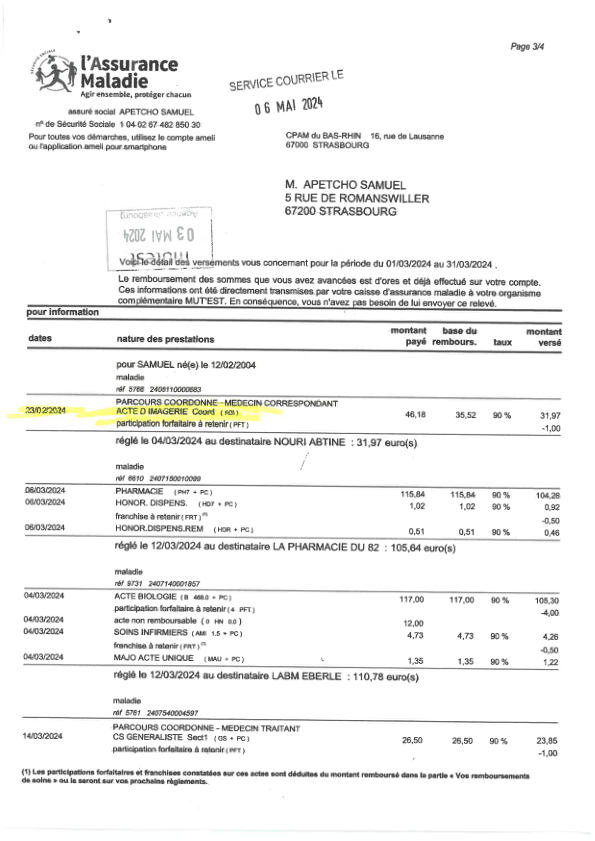 Page 3/4
SÉCURITÉ SOCIALE
l'Assurance
Maladie
Agir ensemble, protéger chacun
SERVICE COURRIER LE
06 MAI 2024
assuré social APETCHO SAMUEL
n° de Sécurité Sociale 1 04 02 67 482 850 30
Pour toutes vos démarches, utilisez le compte ameli
ou l'application ameli pour smartphone
CPAM du BAS-RHIN 16, rue de Lausanne
67000 STRASBOURG
M. APETCHO SAMUEL
5 RUE DE ROMANSWILLER
67200 STRASBOURG
Agence Strasbourg
03 MAI 2024
MUT'EST
Voici le détail des versements vous concernant pour la période du 01/03/2024 au 31/03/2024 .
Le remboursement des sommes que vous avez avancées est d'ores et déjà effectué sur votre compte.
Ces informations ont été directement transmises par votre caisse d'assurance maladie à votre organisme
complémentaire MUT'EST. En conséquence, vous n'avez pas besoin de lui envoyer ce relevé.
pour information
dates nature des prestations montant payé base du rembours. taux montant versé
pour SAMUEL né(e) le 12/02/2004
maladie
réf 5768 2406110000683
PARCOURS COORDONNE - MEDECIN CORRESPONDANT
23/02/2024 ACTE D IMAGERIE Coord 46,18 35,52 90 % 31,97
participation forfaitaire à retenir (PFT) -1,00
réglé le 04/03/2024 au destinataire NOURI ABTINE : 31,97 euro(s)
maladie
réf 6610 2407150010099
06/03/2024 PHARMACIE (PH7 + PC) 115,84 115,84 90 % 104,26
06/03/2024 HONOR. DISPENS. (HD7 + PC) 1,02 1,02 90 % 0,92
franchise à retenir (FRT) (1) -0,50
06/03/2024 HONOR.DISPENS.REM (HDR + PC) 0,51 0,51 90 % 0,46
réglé le 12/03/2024 au destinataire LA PHARMACIE DU 82 : 105,64 euro(s)
maladie
réf 9731 2407140001857
04/03/2024 ACTE BIOLOGIE (B 468.0 + PC) 117,00 117,00 90 % 105,30
participation forfaitaire à retenir (4 PFT) -4,00
04/03/2024 acte non remboursable (0 HN 0.0) 12,00
04/03/2024 SOINS INFIRMIERS (AMI 1.5 + PC) 4,73 4,73 90 % 4,26
franchise à retenir (FRT) (1) -0,50
04/03/2024 MAJO ACTE UNIQUE (MAU + PC) 1,35 1,35 90 % 1,22
réglé le 12/03/2024 au destinataire LABM EBERLE : 110,78 euro(s)
maladie
réf 5761 2407540004597
PARCOURS COORDONNE - MEDECIN TRAITANT
14/03/2024 CS GENERALISTE Sect1 (GS + PC) 26,50 26,50 90 % 23,85
participation forfaitaire à retenir (PFT) -1,00
(1) Les participations forfaitaires et franchises constatées sur ces actes sont déduites du montant remboursé dans la partie « Vos remboursements
de soins » ou le seront sur vos prochains règlements.